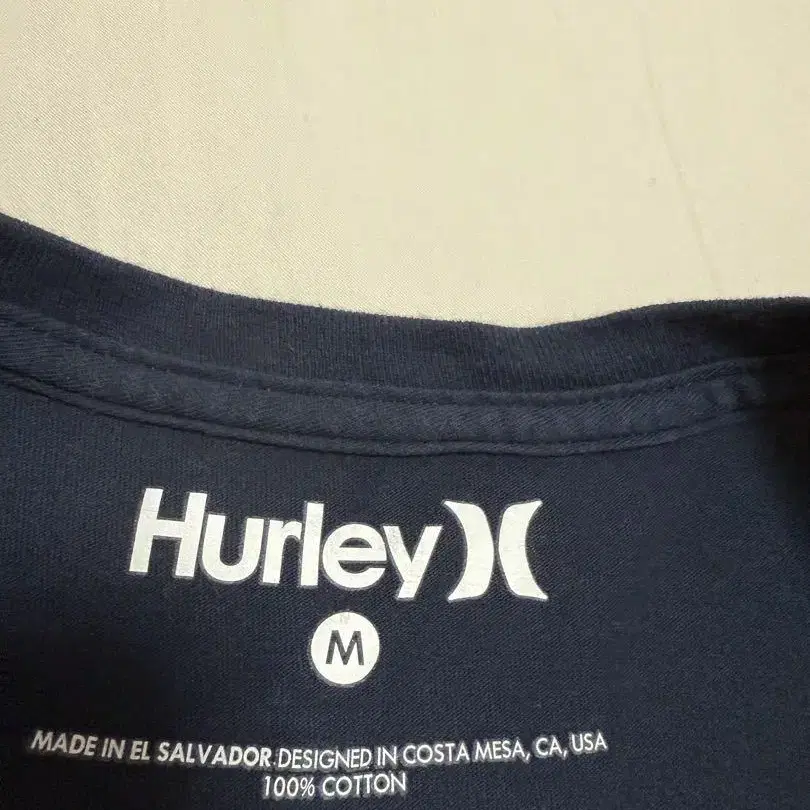 Hurley
M
MADE IN EL SALVADOR DESIGNED IN COSTA MESA, CA, USA
100% COTTON